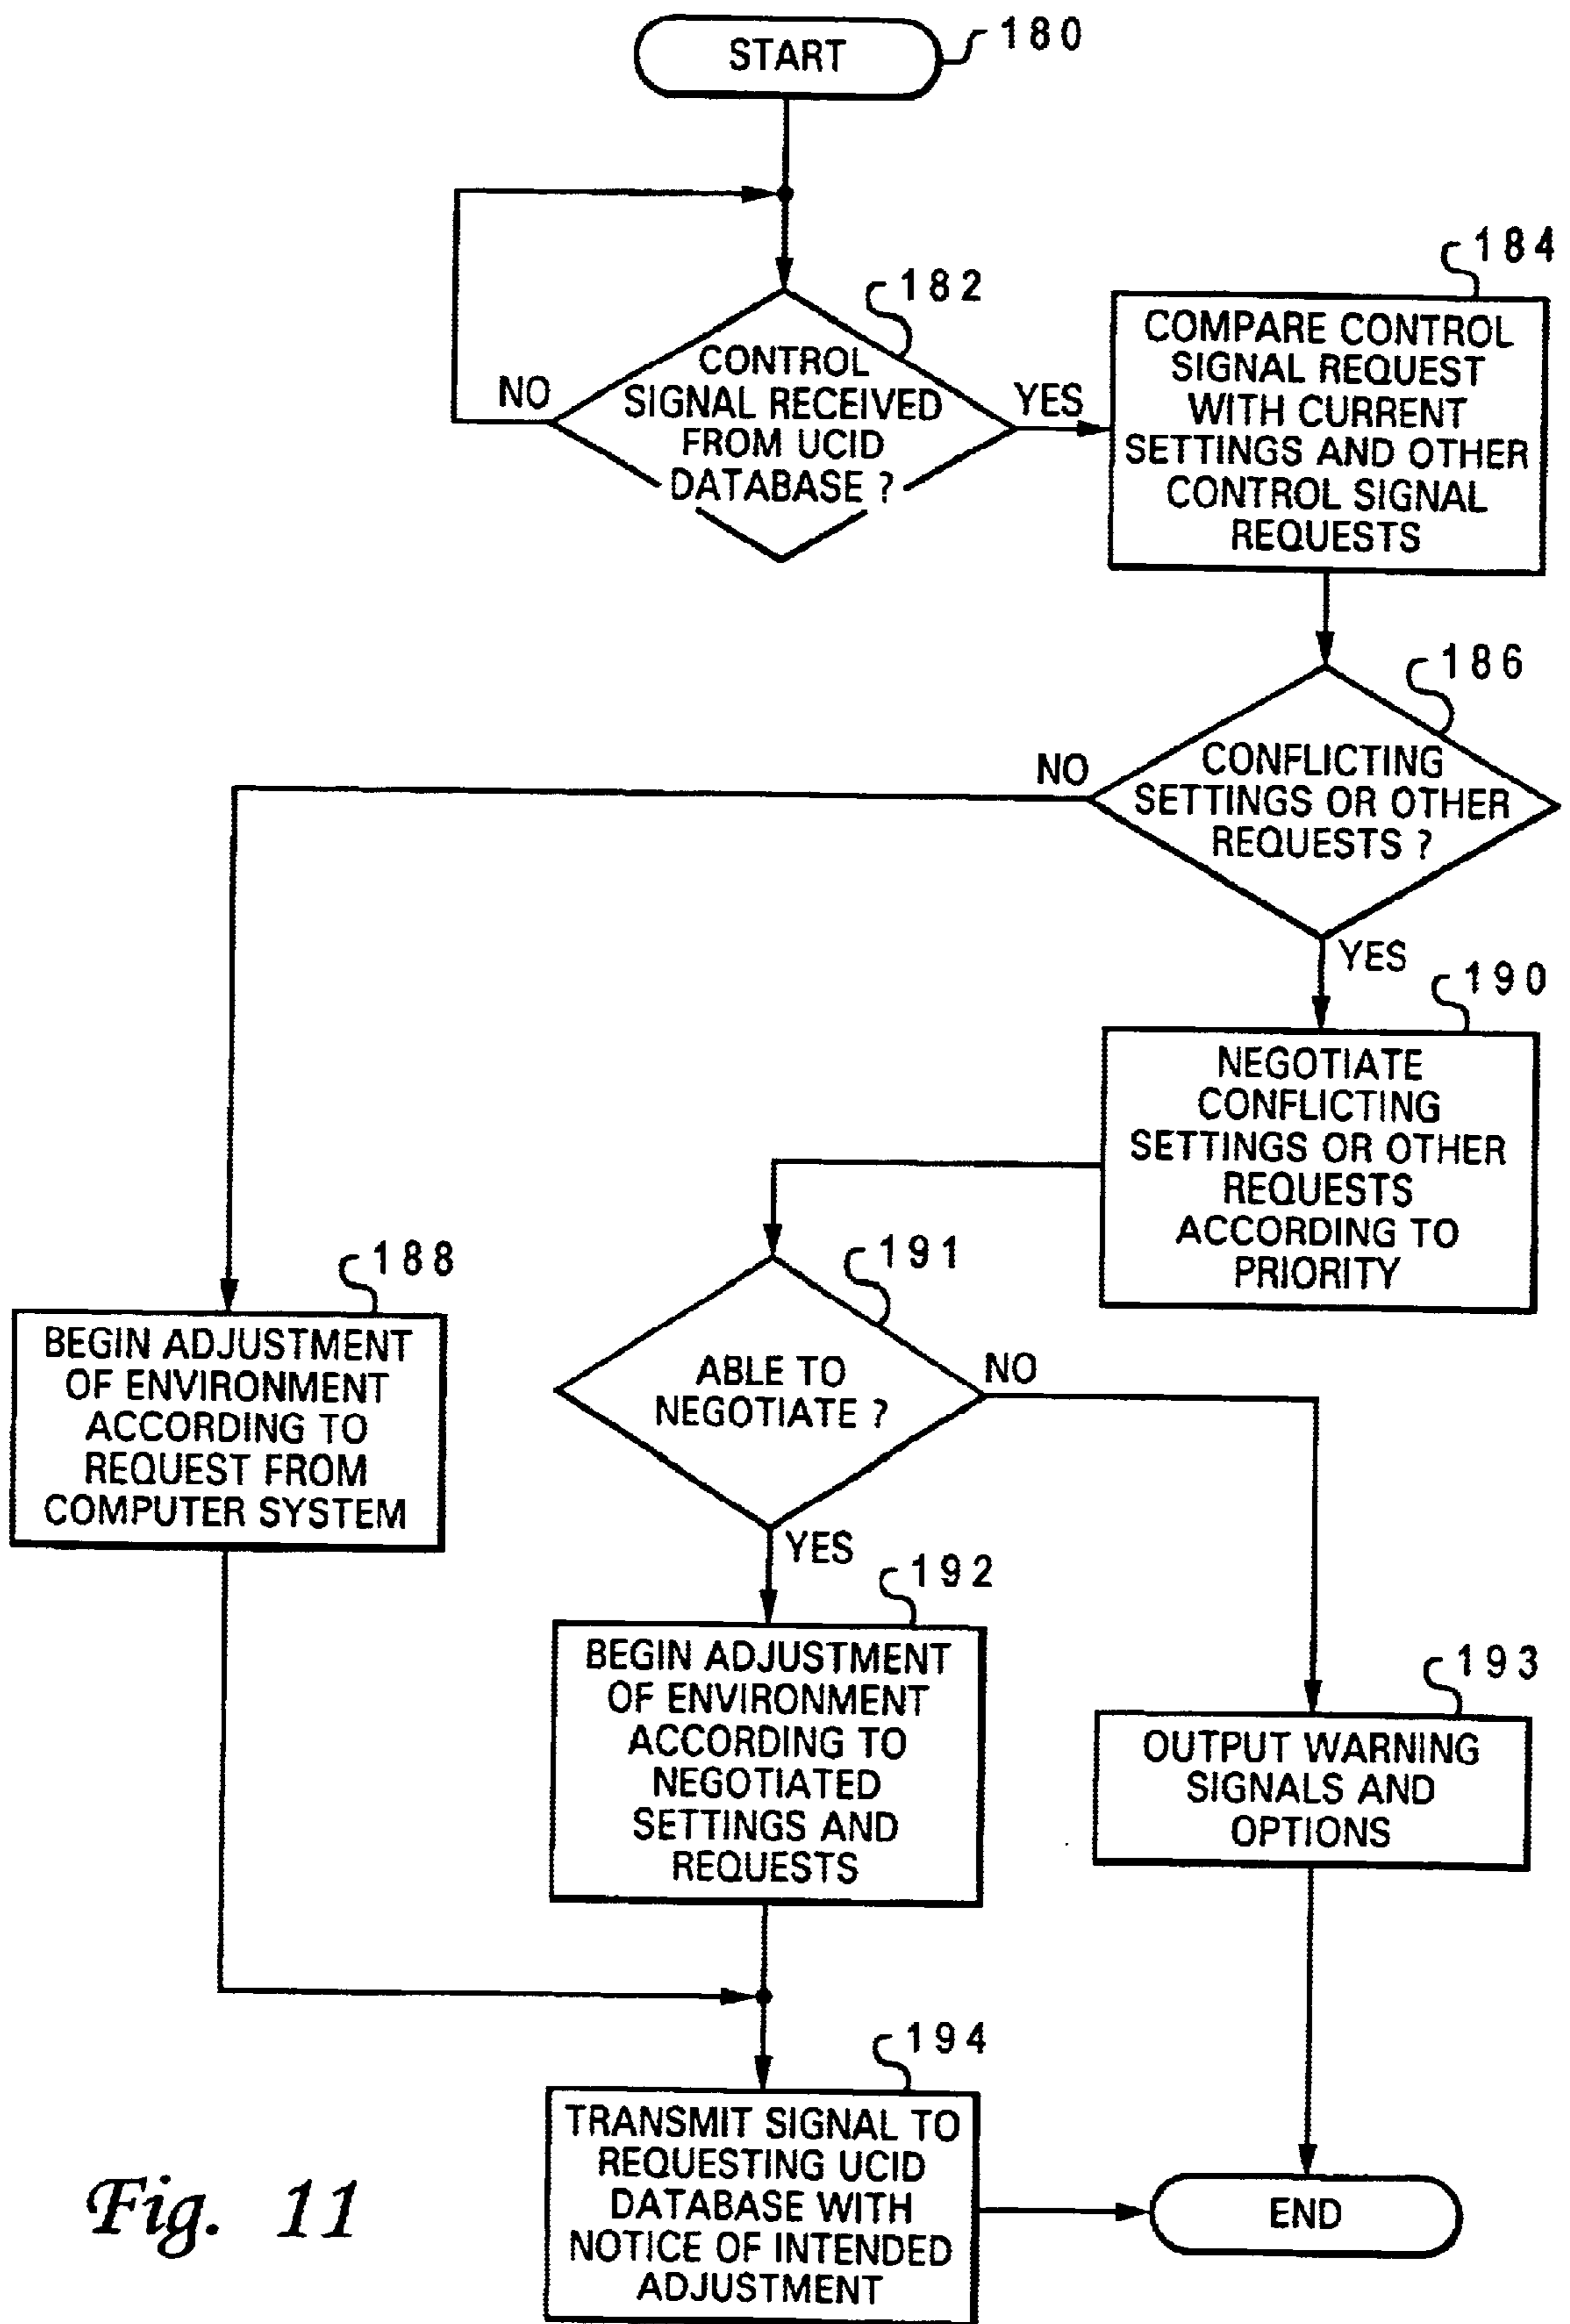 START
180
182
CONTROL
SIGNAL RECEIVED
FROM UCID
DATABASE ?
NO
YES
184
COMPARE CONTROL
SIGNAL REQUEST
WITH CURRENT
SETTINGS AND OTHER
CONTROL SIGNAL
REQUESTS
186
CONFLICTING
SETTINGS OR OTHER
REQUESTS ?
NO
YES
190
NEGOTIATE
CONFLICTING
SETTINGS OR OTHER
REQUESTS
ACCORDING TO
PRIORITY
188
BEGIN ADJUSTMENT
OF ENVIRONMENT
ACCORDING TO
REQUEST FROM
COMPUTER SYSTEM
191
ABLE TO
NEGOTIATE ?
NO
YES
192
BEGIN ADJUSTMENT
OF ENVIRONMENT
ACCORDING TO
NEGOTIATED
SETTINGS AND
REQUESTS
193
OUTPUT WARNING
SIGNALS AND
OPTIONS
194
TRANSMIT SIGNAL TO
REQUESTING UCID
DATABASE WITH
NOTICE OF INTENDED
ADJUSTMENT
END
Fig. 11